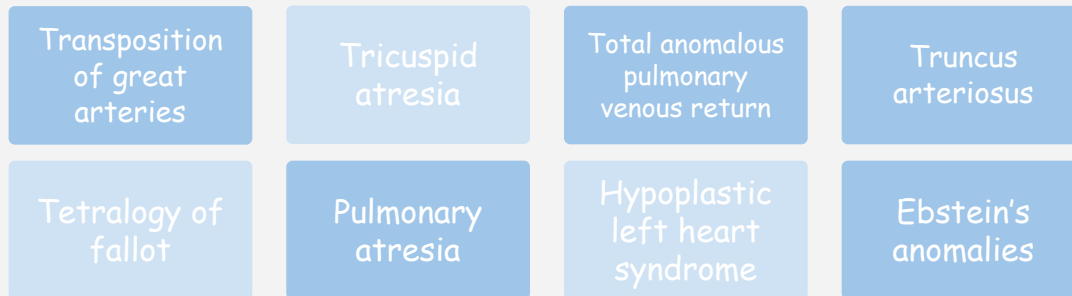 Transposition
of great
arteries
Tricuspid
atresia
Total anomalous
pulmonary
venous return
Truncus
arteriosus
Tetralogy of
fallot
Pulmonary
atresia
Hypoplastic
left heart
syndrome
Ebstein's
anomalies